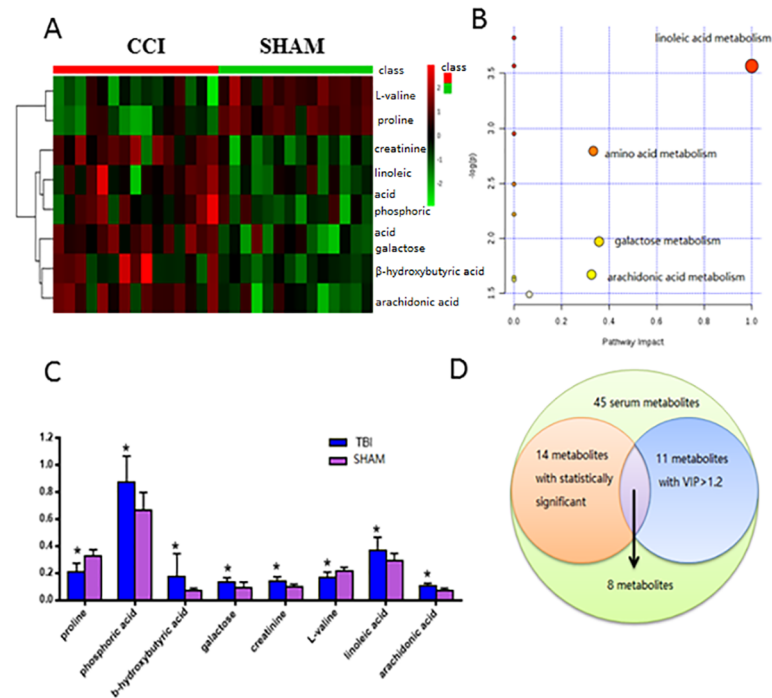 A
CCI
SHAM
class
class
L-valine
proline
creatinine
linoleic
acid
phosphoric
acid
galactose
β-hydroxybutyric acid
arachidonic acid
2
1
0
-1
-2
B
linoleic acid metabolism
amino acid metabolism
galactose metabolism
arachidonic acid metabolism
-log(p)
3.5
3.0
2.5
2.0
1.5
0.0
0.2
0.4
0.6
0.8
1.0
Pathway Impact
C
TBI
SHAM
1.2
1.0
0.8
0.6
0.4
0.2
0.0
*
*
*
*
*
*
*
*
proline
phosphoric acid
b-hydroxybutyric acid
galactose
creatinine
L-valine
linoleic acid
arachidonic acid
D
45 serum metabolites
14 metabolites
with statistically
significant
11 metabolites
with VIP>1.2
8 metabolites